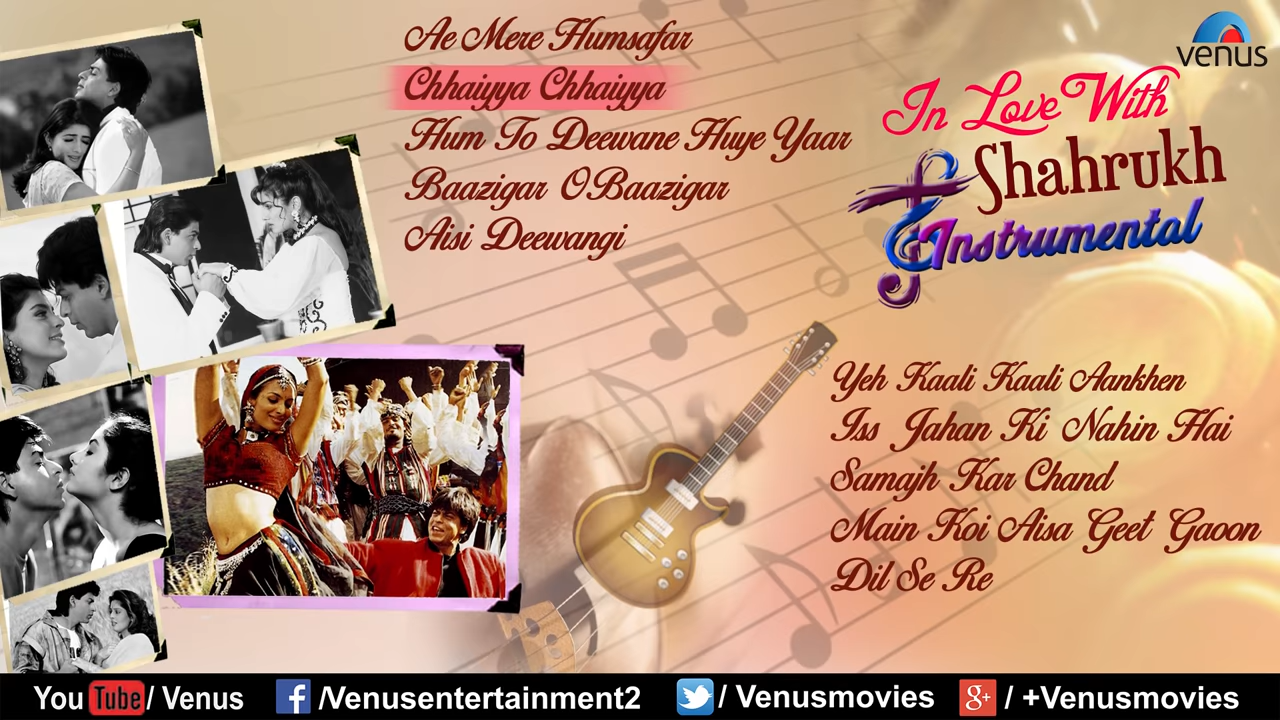 Ae Mere Humsafar
Chhaiyya Chhaiyya
Hum To Deewane Huye Yaar
Baazigar O Baazigar
Aisi Deewangi
venus
In Love With
Shahrukh
Instrumental
Yeh Kaali Kaali Aankhen
Iss Jahan Ki Nahin Hai
Samajh Kar Chand
Main Koi Aisa Geet Gaoon
Dil Se Re
You Tube / Venus f /Venusentertainment2 / Venusmovies g+ / +Venusmovies